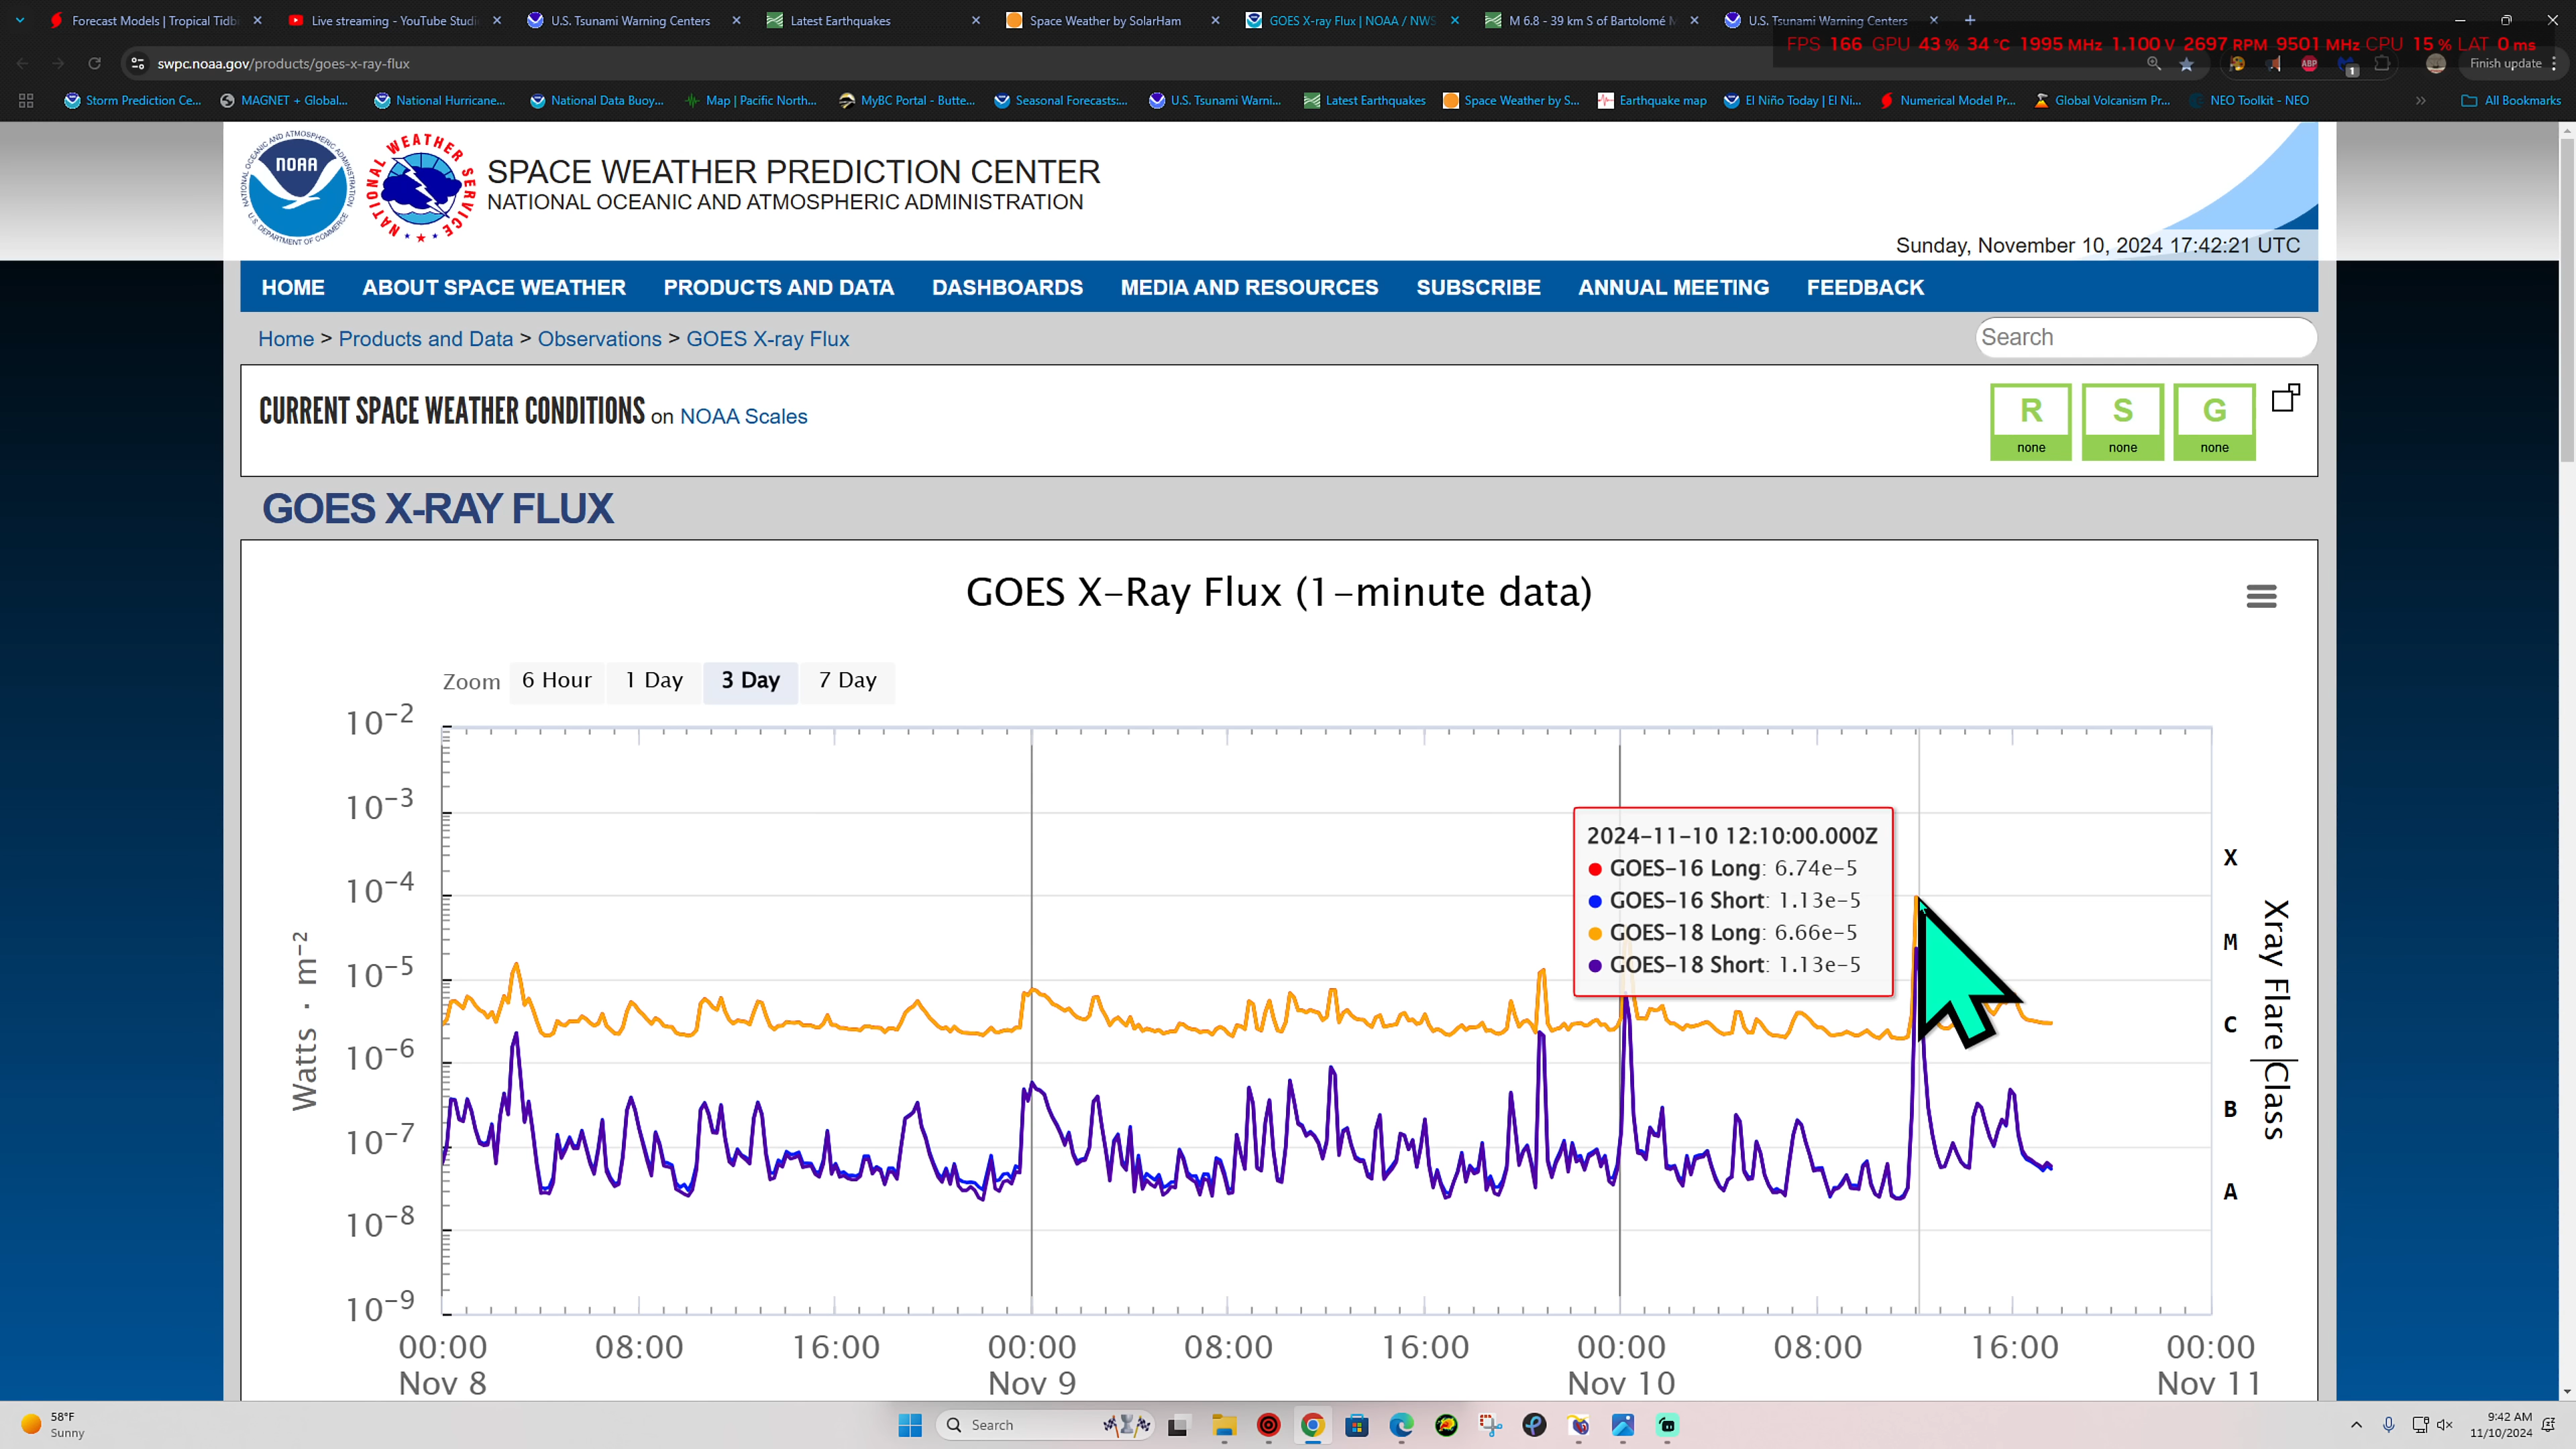 Forecast Models | Tropical Tidbi
Live streaming - YouTube Studi
U.S. Tsunami Warning Centers
Latest Earthquakes
Space Weather by SolarHam
GOES X-ray Flux | NOAA / NWS
M 6.8 - 39 km S of Bartolomé M
U.S. Tsunami Warning Centers
FPS 166 GPU 43 % 34 °C 1995 MHz 1.100 V 2697 RPM 9501 MHz CPU 15 % LAT 0 ms
swpc.noaa.gov/products/goes-x-ray-flux
ABP
1
Finish update
Storm Prediction Ce...
MAGNET + Global...
National Hurricane...
National Data Buoy...
Map | Pacific North...
MyBC Portal - Butte...
Seasonal Forecasts:...
U.S. Tsunami Warni...
Latest Earthquakes
Space Weather by S...
Earthquake map
El Niño Today | El Ni...
Numerical Model Pr...
Global Volcanism Pr...
NEO Toolkit - NEO
All Bookmarks
NATIONAL OCEANIC AND ATMOSPHERIC ADMINISTRATION
NOAA
U.S. DEPARTMENT OF COMMERCE
NATIONAL WEATHER SERVICE
SPACE WEATHER PREDICTION CENTER
NATIONAL OCEANIC AND ATMOSPHERIC ADMINISTRATION
Sunday, November 10, 2024 17:42:21 UTC
HOME ABOUT SPACE WEATHER PRODUCTS AND DATA DASHBOARDS MEDIA AND RESOURCES SUBSCRIBE ANNUAL MEETING FEEDBACK
Home > Products and Data > Observations > GOES X-ray Flux
Search
CURRENT SPACE WEATHER CONDITIONS on NOAA Scales
R S G
none none none
GOES X-RAY FLUX
GOES X-Ray Flux (1-minute data)
Zoom 6 Hour 1 Day 3 Day 7 Day
10⁻²
10⁻³
10⁻⁴
10⁻⁵
10⁻⁶
10⁻⁷
10⁻⁸
10⁻⁹
Watts · m⁻²
2024-11-10 12:10:00.000Z
GOES-16 Long: 6.74e-5
GOES-16 Short: 1.13e-5
GOES-18 Long: 6.66e-5
GOES-18 Short: 1.13e-5
X
M
C
B
A
Xray Flare Class
00:00 08:00 16:00 00:00 08:00 16:00 00:00 08:00 16:00 00:00
Nov 8 Nov 9 Nov 10 Nov 11
58°F
Sunny
Search
9:42 AM
11/10/2024